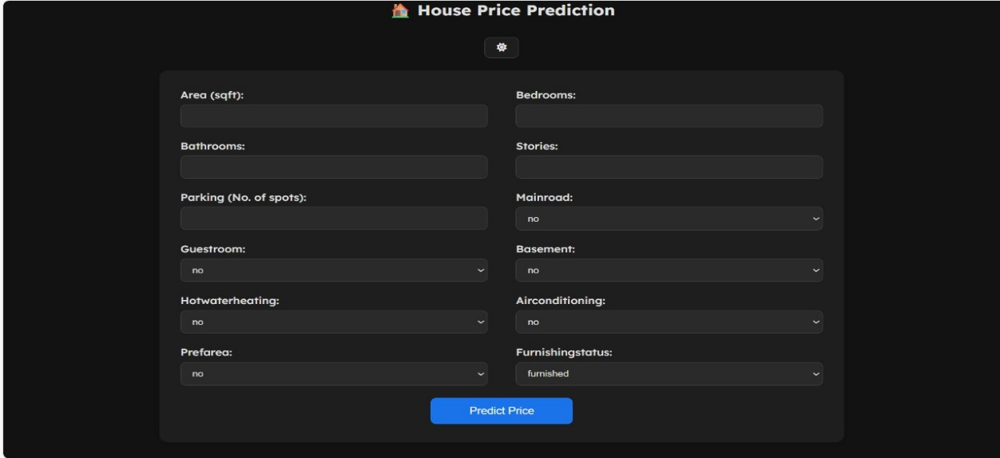 🏠 House Price Prediction
Area (sqft):
Bedrooms:
Bathrooms:
Stories:
Parking (No. of spots):
Mainroad:
no
Guestroom:
no
Basement:
no
Hotwaterheating:
no
Airconditioning:
no
Prefarea:
no
Furnishingstatus:
furnished
Predict Price